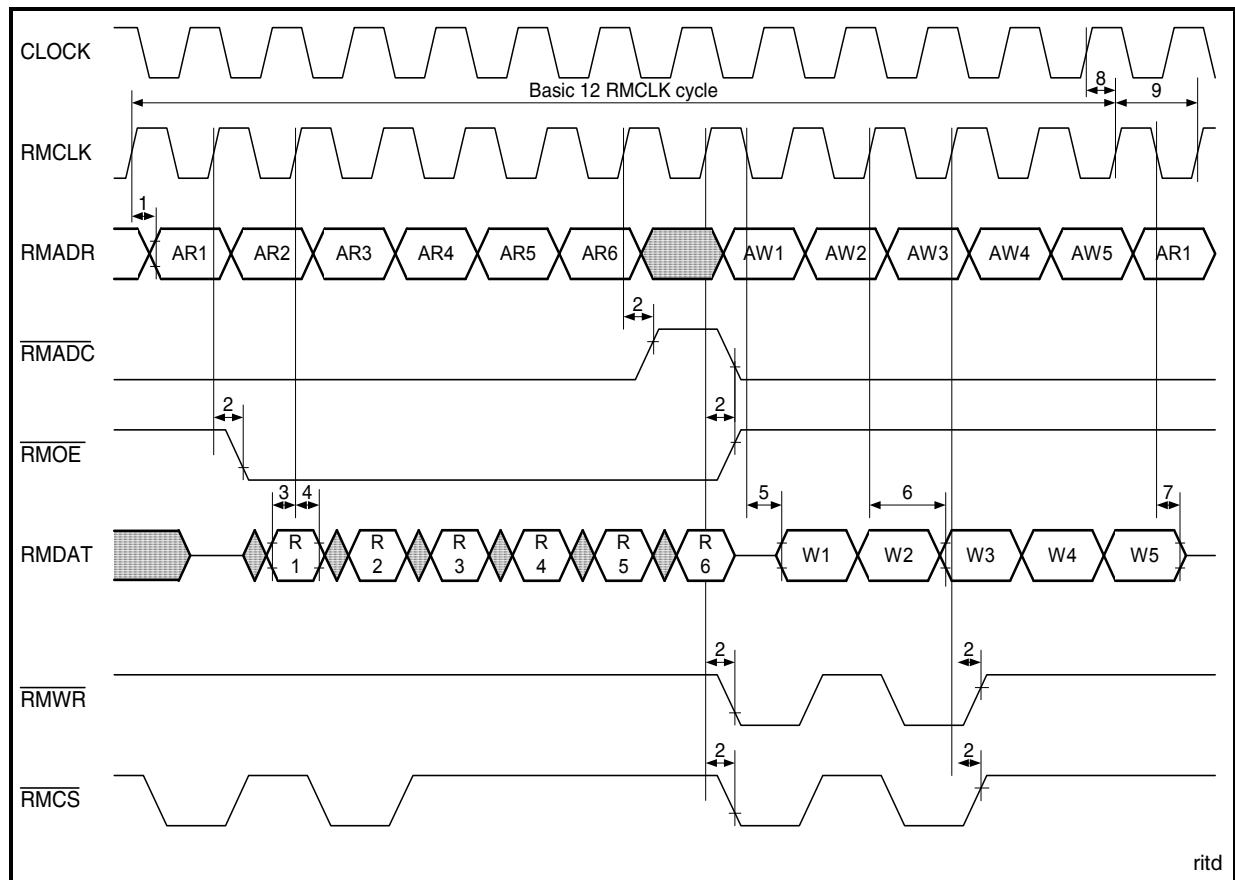 CLOCK
8
Basic 12 RMCLK cycle
9
RMCLK
1
RMADR
AR1 AR2 AR3 AR4 AR5 AR6 AW1 AW2 AW3 AW4 AW5 AR1
2
RMADC
2 2
RMOE
3 4 5 6 7
RMDAT
R R R R R R
1 2 3 4 5 6
W1 W2 W3 W4 W5
2 2
RMWR
2 2
RMCS
ritd